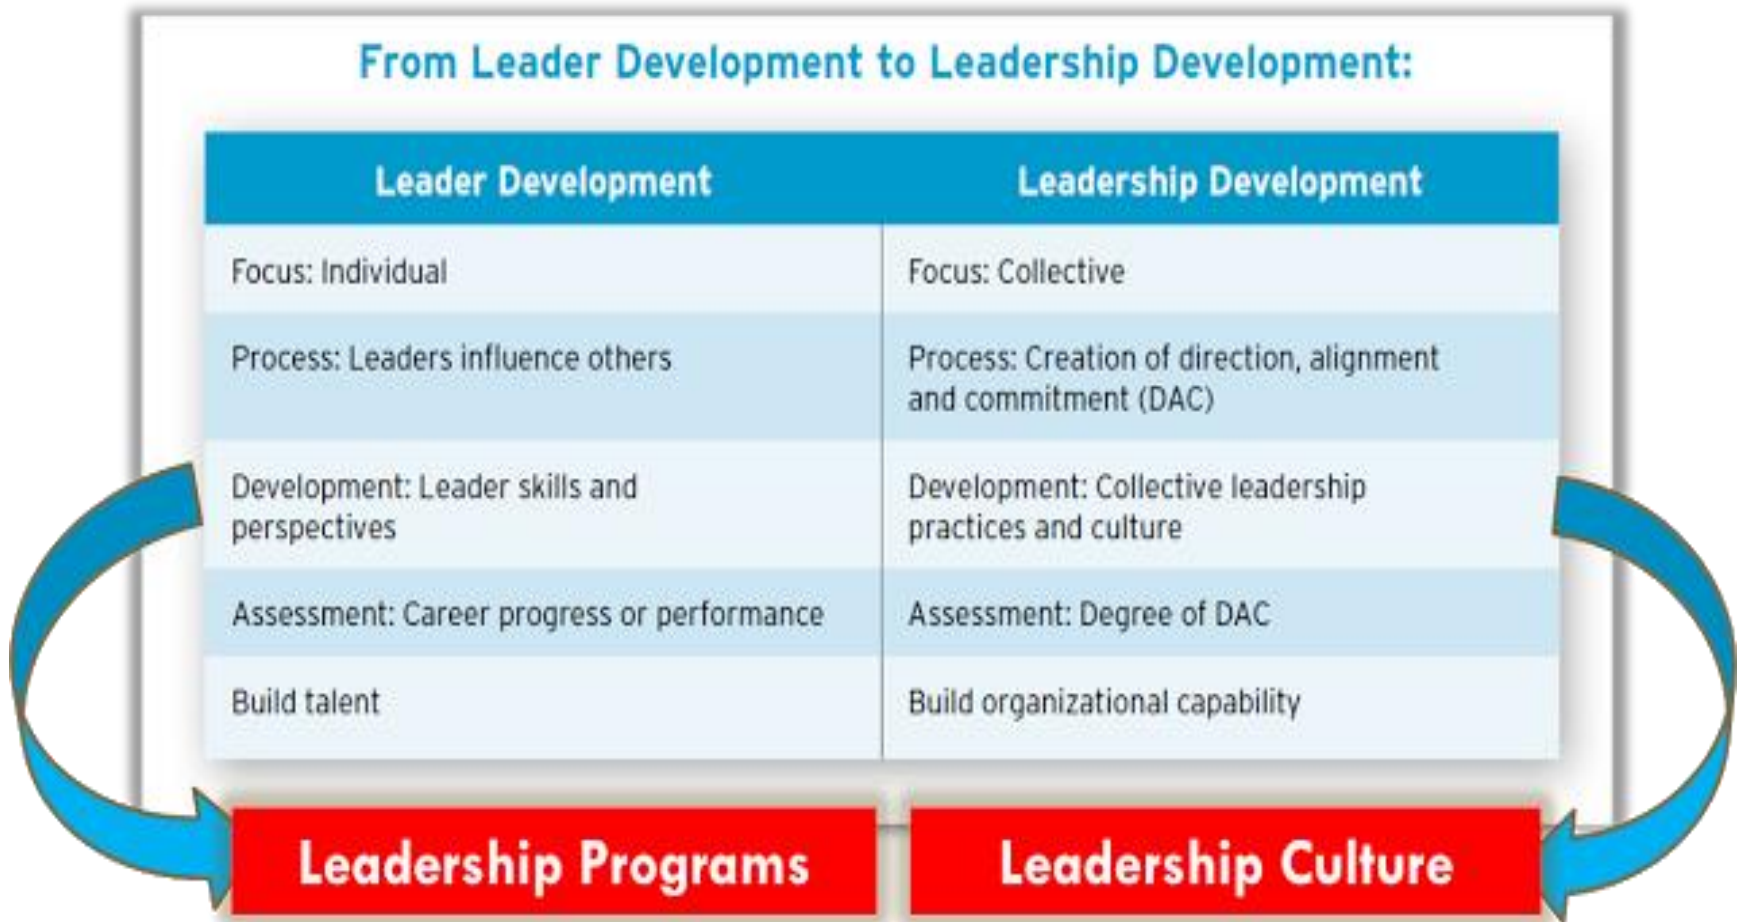 From Leader Development to Leadership Development:
Leader Development
Leadership Development
Focus: Individual
Focus: Collective
Process: Leaders influence others
Process: Creation of direction, alignment
and commitment (DAC)
Development: Leader skills and
perspectives
Development: Collective leadership
practices and culture
Assessment: Career progress or performance
Assessment: Degree of DAC
Build talent
Build organizational capability
Leadership Programs
Leadership Culture